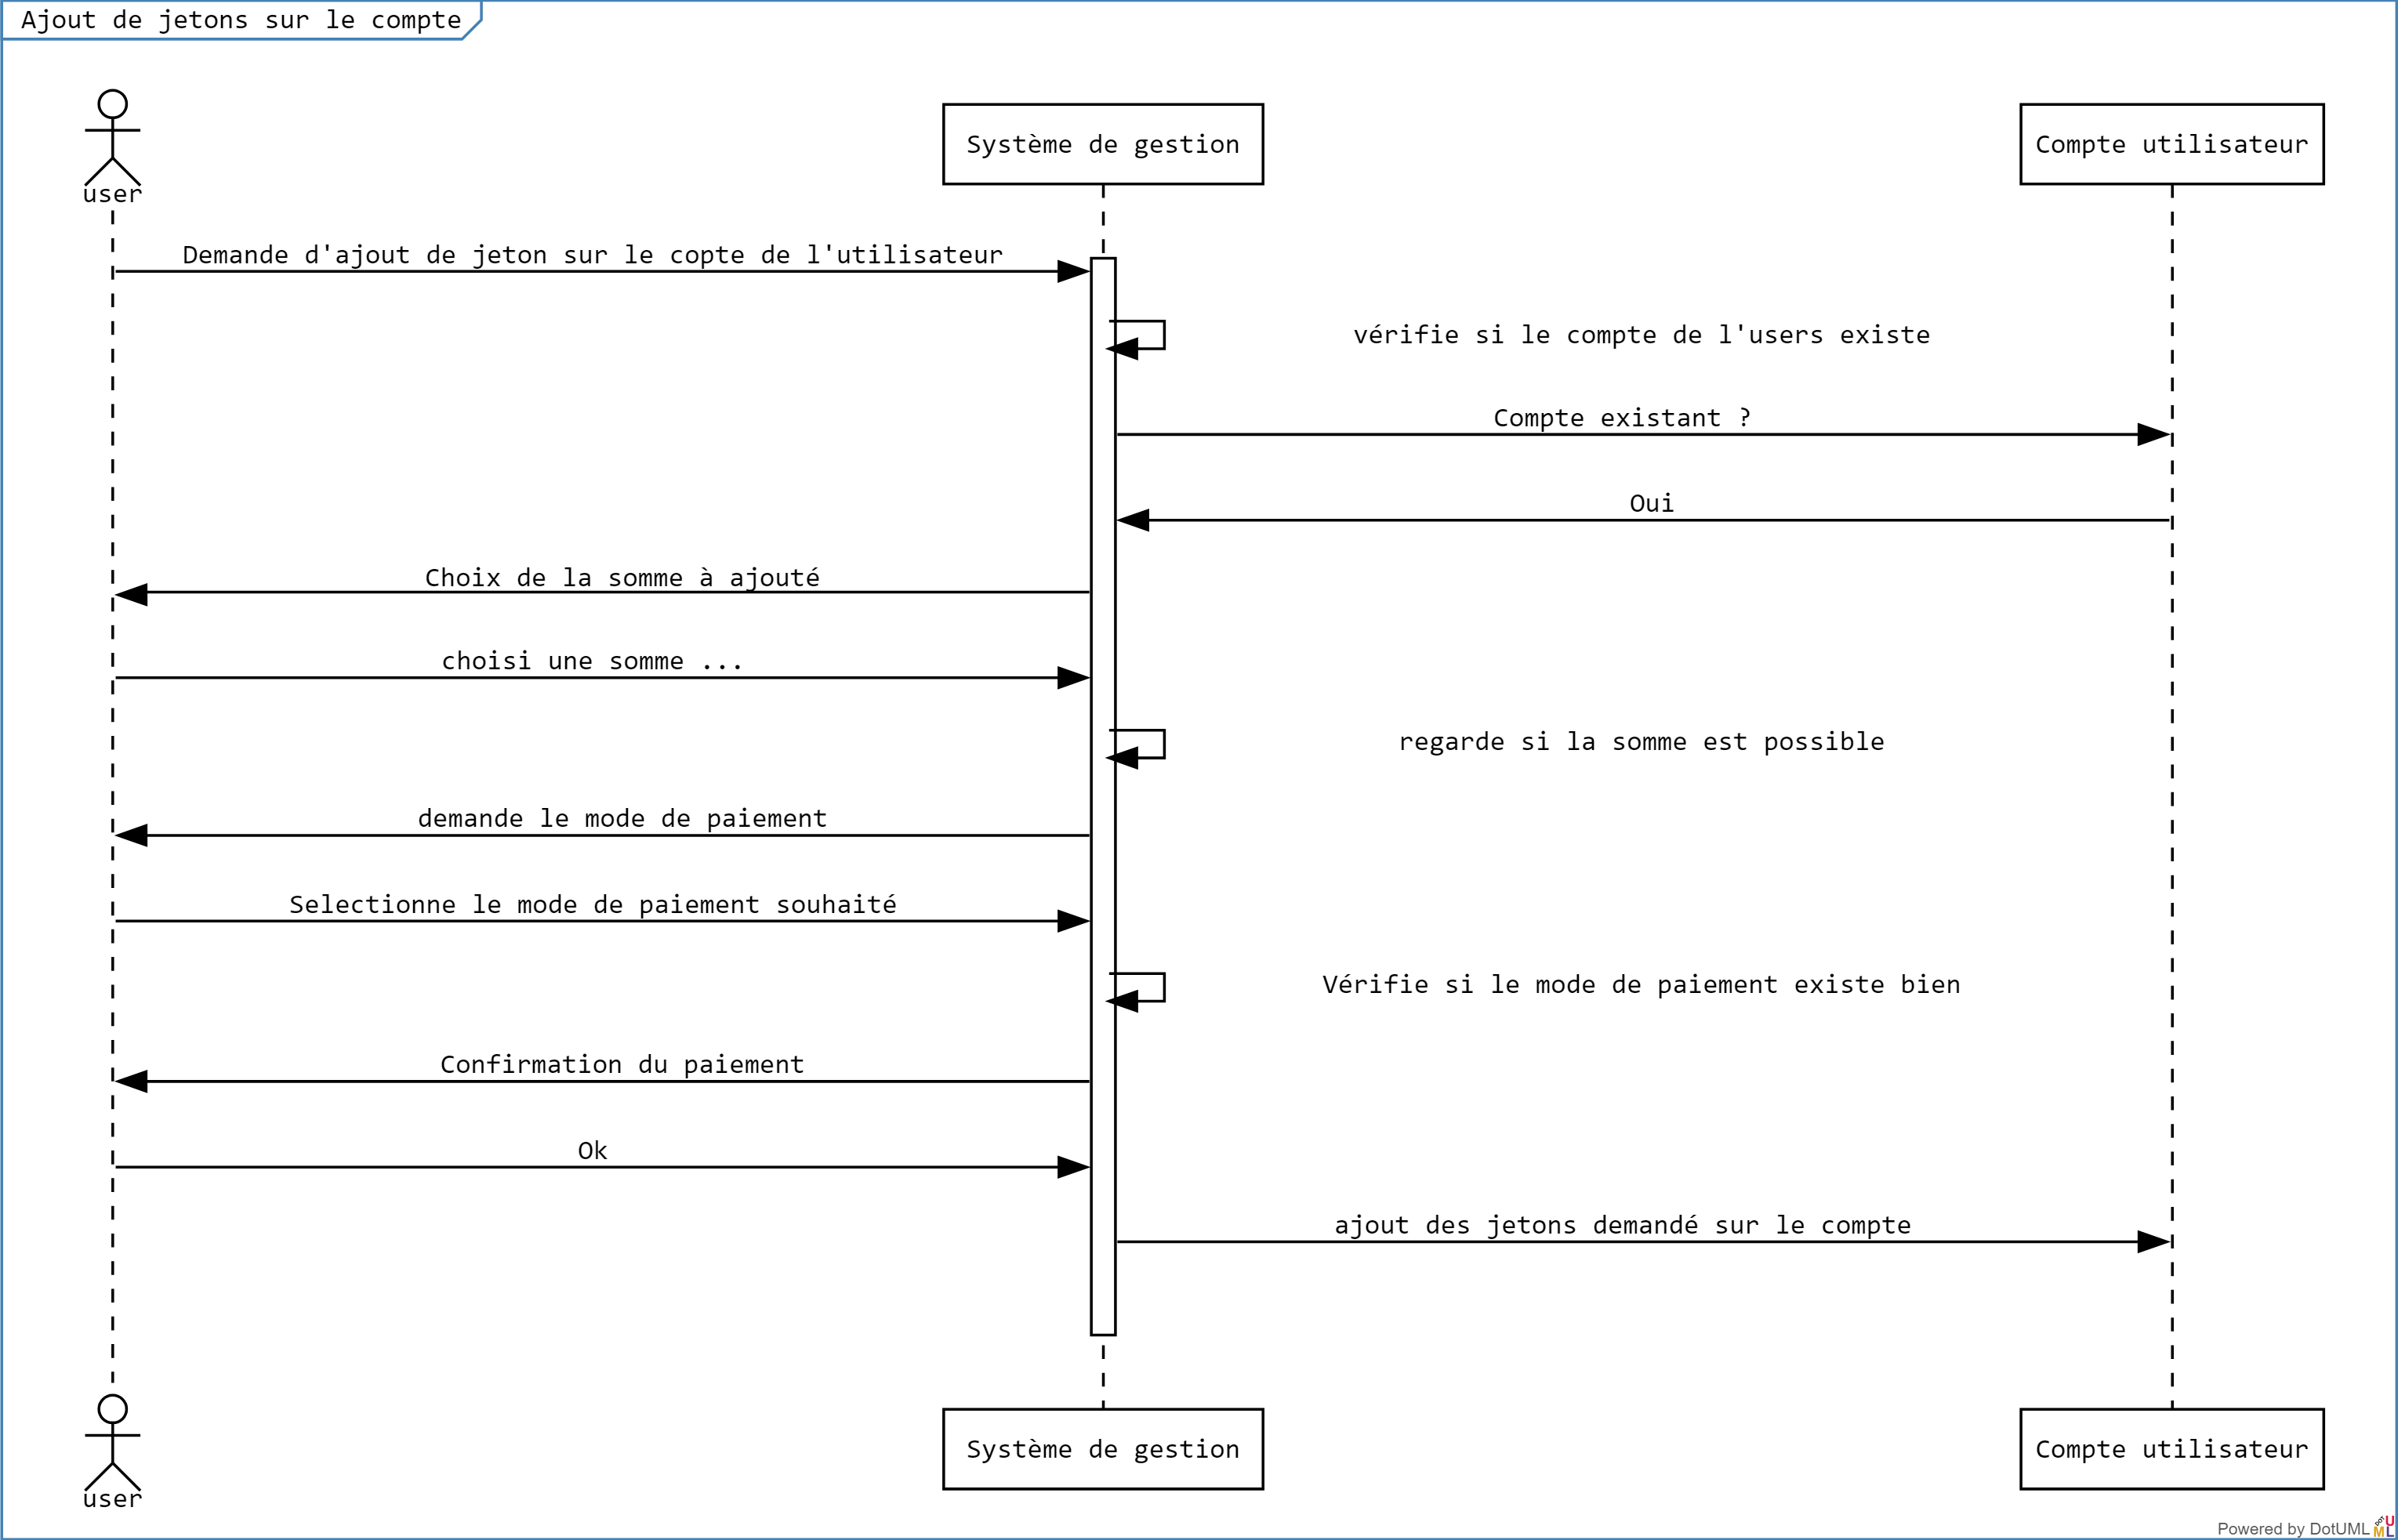 Ajout de jetons sur le compte
user
Système de gestion
Compte utilisateur
Demande d'ajout de jeton sur le copte de l'utilisateur
vérifie si le compte de l'users existe
Compte existant ?
Oui
Choix de la somme à ajouté
choisi une somme ...
regarde si la somme est possible
demande le mode de paiement
Selectionne le mode de paiement souhaité
Vérifie si le mode de paiement existe bien
Confirmation du paiement
Ok
ajout des jetons demandé sur le compte
user
Système de gestion
Compte utilisateur
Powered by DotUML